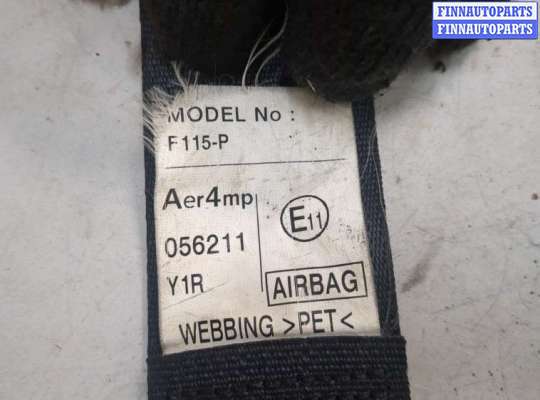 FINNAUTOPARTS
FINNAUTOPARTS
MODEL No :
F115-P
Aer4mp
E11
056211
Y1R
AIRBAG
WEBBING >PET<